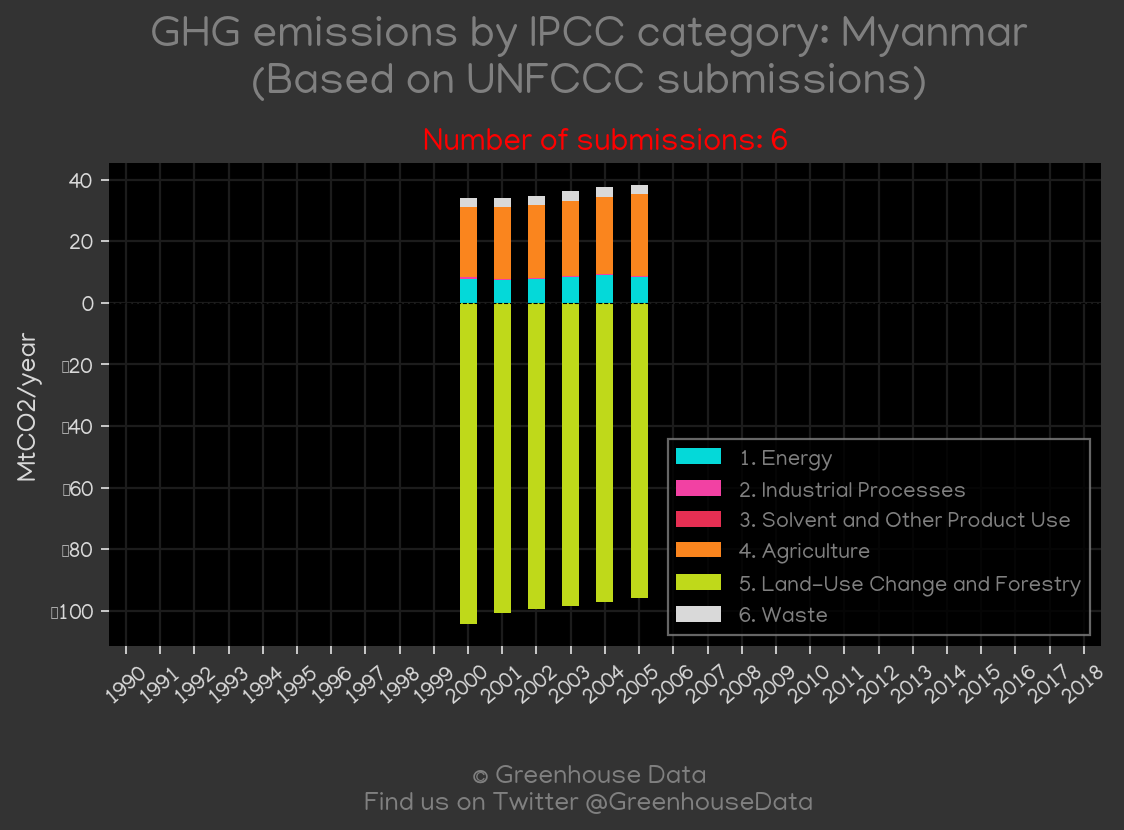 GHG emissions by IPCC category: Myanmar
(Based on UNFCCC submissions)
Number of submissions: 6
40
20
0
▯20
▯40
▯60
▯80
▯100
MtCO2/year
1. Energy
2. Industrial Processes
3. Solvent and Other Product Use
4. Agriculture
5. Land-Use Change and Forestry
6. Waste
1990 1991 1992 1993 1994 1995 1996 1997 1998 1999 2000 2001 2002 2003 2004 2005 2006 2007 2008 2009 2010 2011 2012 2013 2014 2015 2016 2017 2018
© Greenhouse Data
Find us on Twitter @GreenhouseData